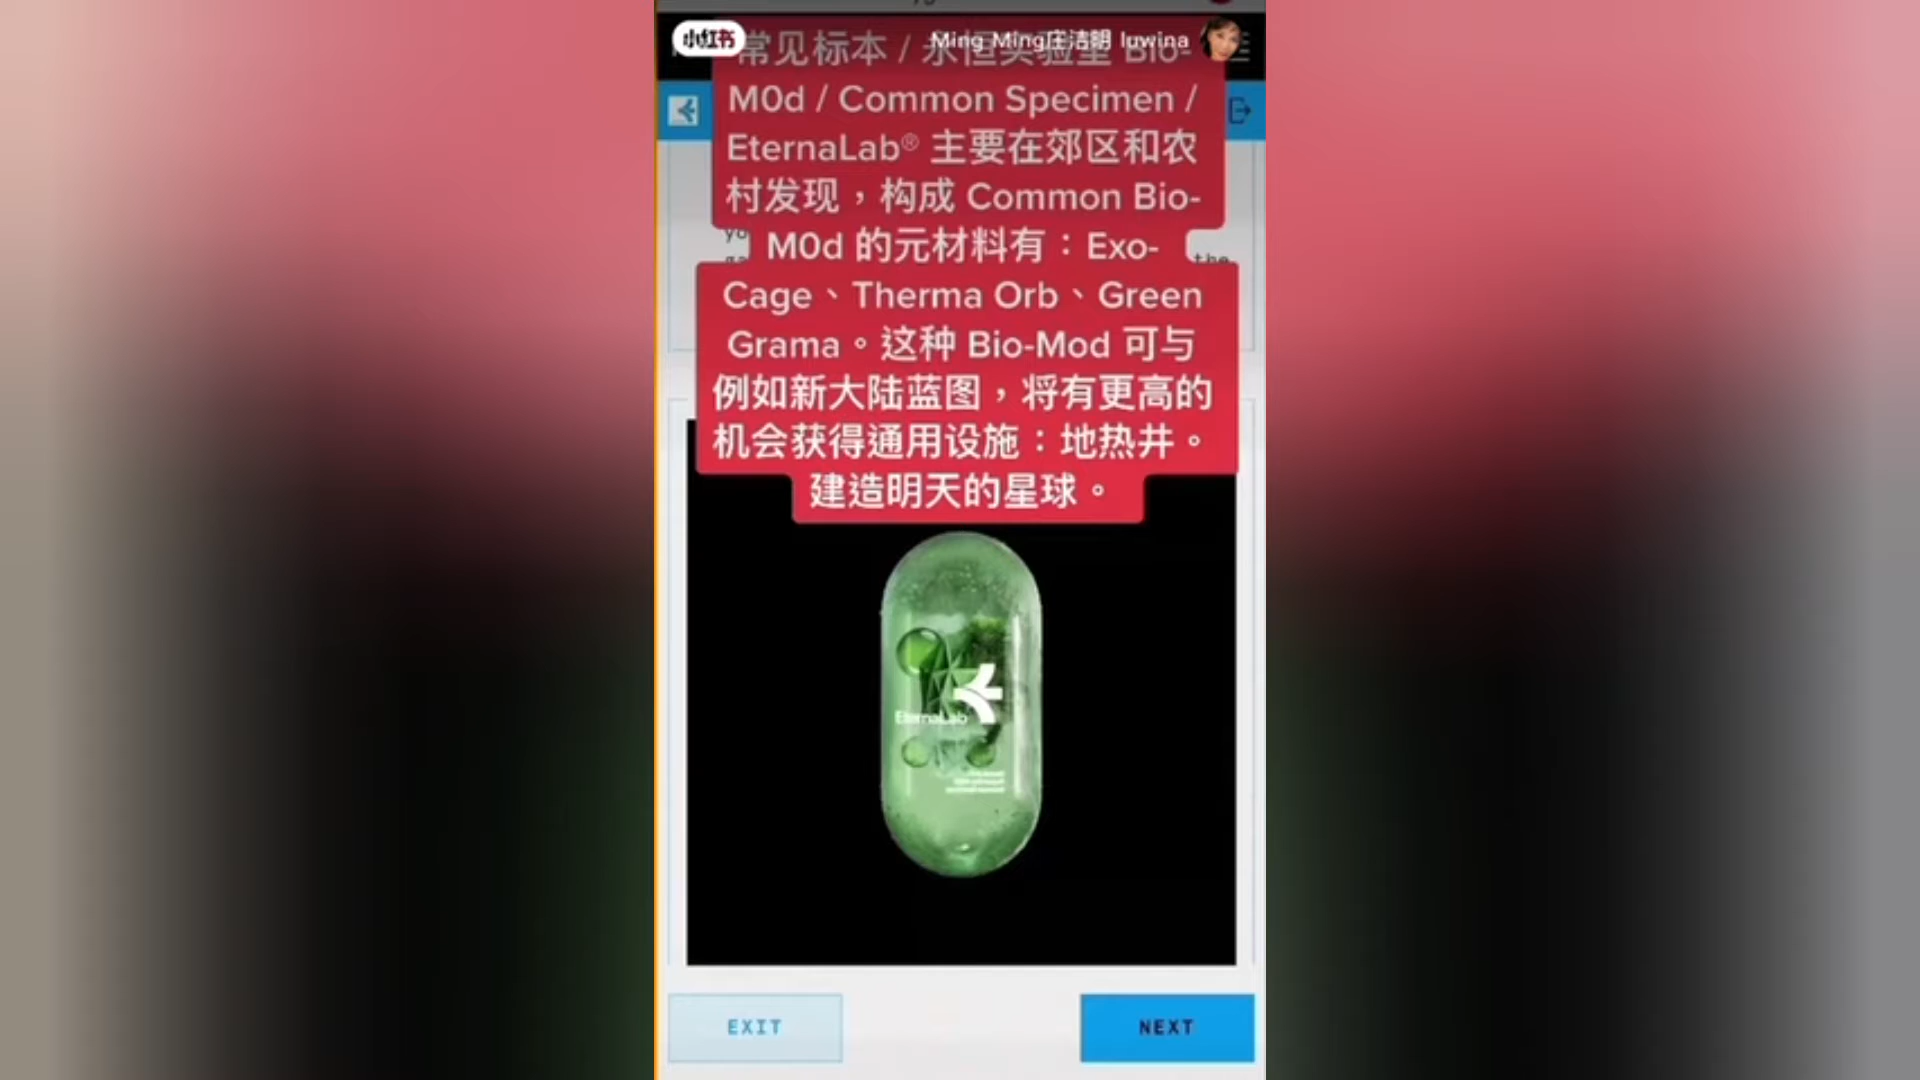 小红书
Ming Ming庄洁明 luwina
常见标本 / 永恒实验室 Bio-
M0d / Common Specimen /
EternaLab® 主要在郊区和农
村发现，构成 Common Bio-
M0d 的元材料有：Exo-
the
Cage、Therma Orb、Green
Grama。这种 Bio-Mod 可与
例如新大陆蓝图，将有更高的
机会获得通用设施：地热井。
建造明天的星球。
EternaLab
EXIT
NEXT